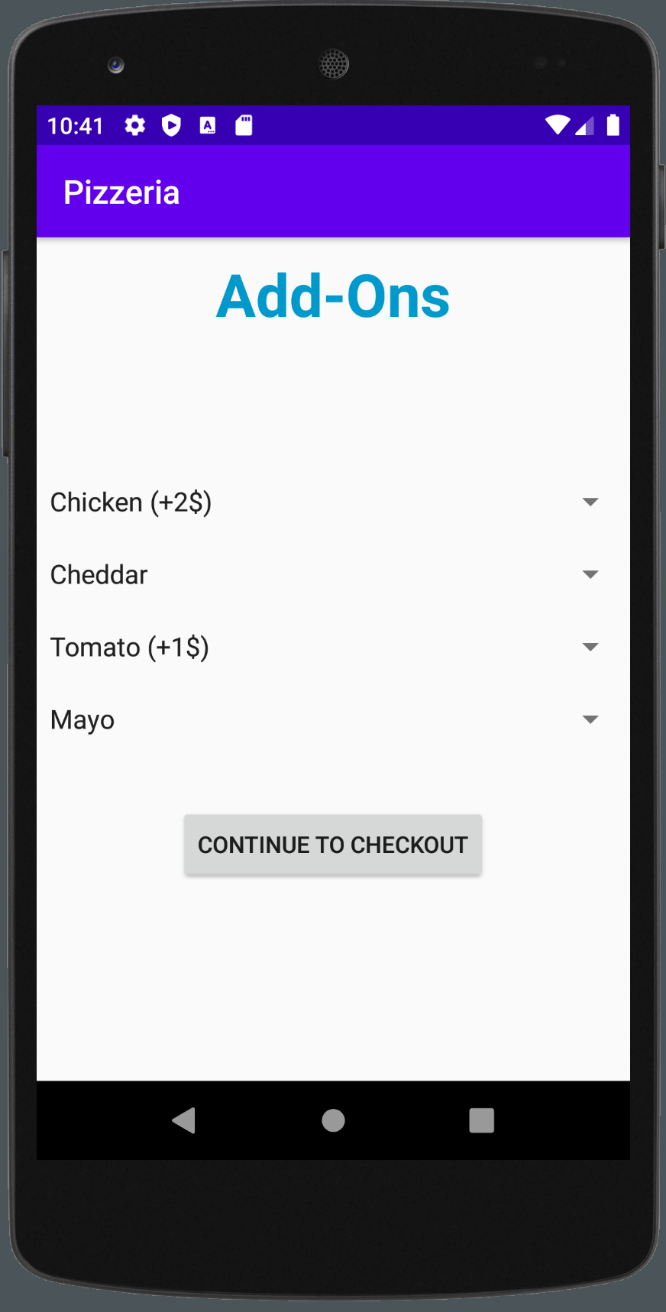 10:41
Pizzeria
Add-Ons
Chicken (+2$)
Cheddar
Tomato (+1$)
Mayo
CONTINUE TO CHECKOUT